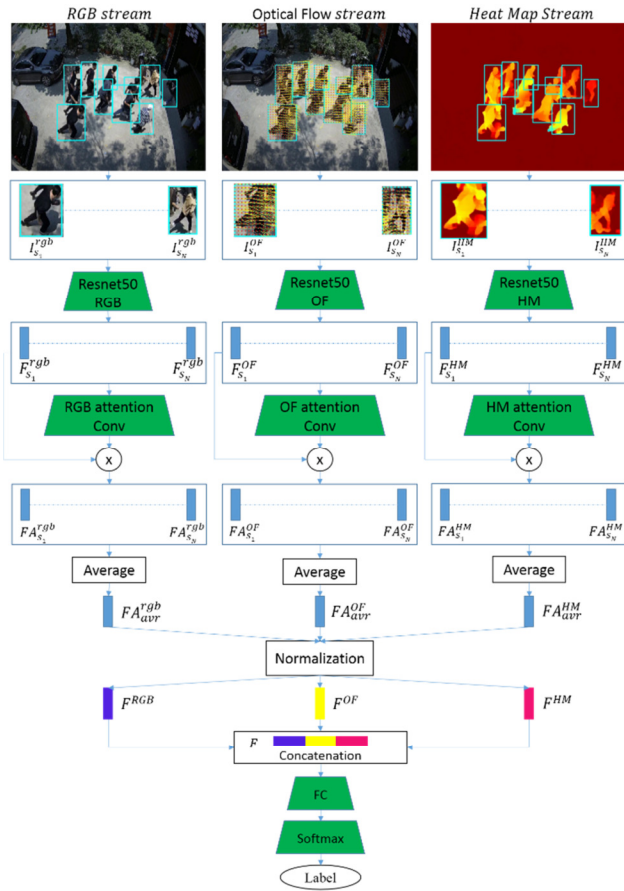 RGB stream
Optical Flow stream
Heat Map Stream
I_{s_1}^{rgb} I_{s_N}^{rgb}
I_{s_1}^{OF} I_{s_N}^{OF}
I_{s_1}^{HM} I_{s_N}^{HM}
Resnet50
RGB
Resnet50
OF
Resnet50
HM
F_{s_1}^{rgb} F_{s_N}^{rgb}
F_{s_1}^{OF} F_{s_N}^{OF}
F_{s_1}^{HM} F_{s_N}^{HM}
RGB attention
Conv
OF attention
Conv
HM attention
Conv
x
x
x
FA_{s_1}^{rgb} FA_{s_N}^{rgb}
FA_{s_1}^{OF} FA_{s_N}^{OF}
FA_{s_1}^{HM} FA_{s_N}^{HM}
Average
Average
Average
FA_{avr}^{rgb}
FA_{avr}^{OF}
FA_{avr}^{HM}
Normalization
F^{RGB}
F^{OF}
F^{HM}
F
Concatenation
FC
Softmax
Label